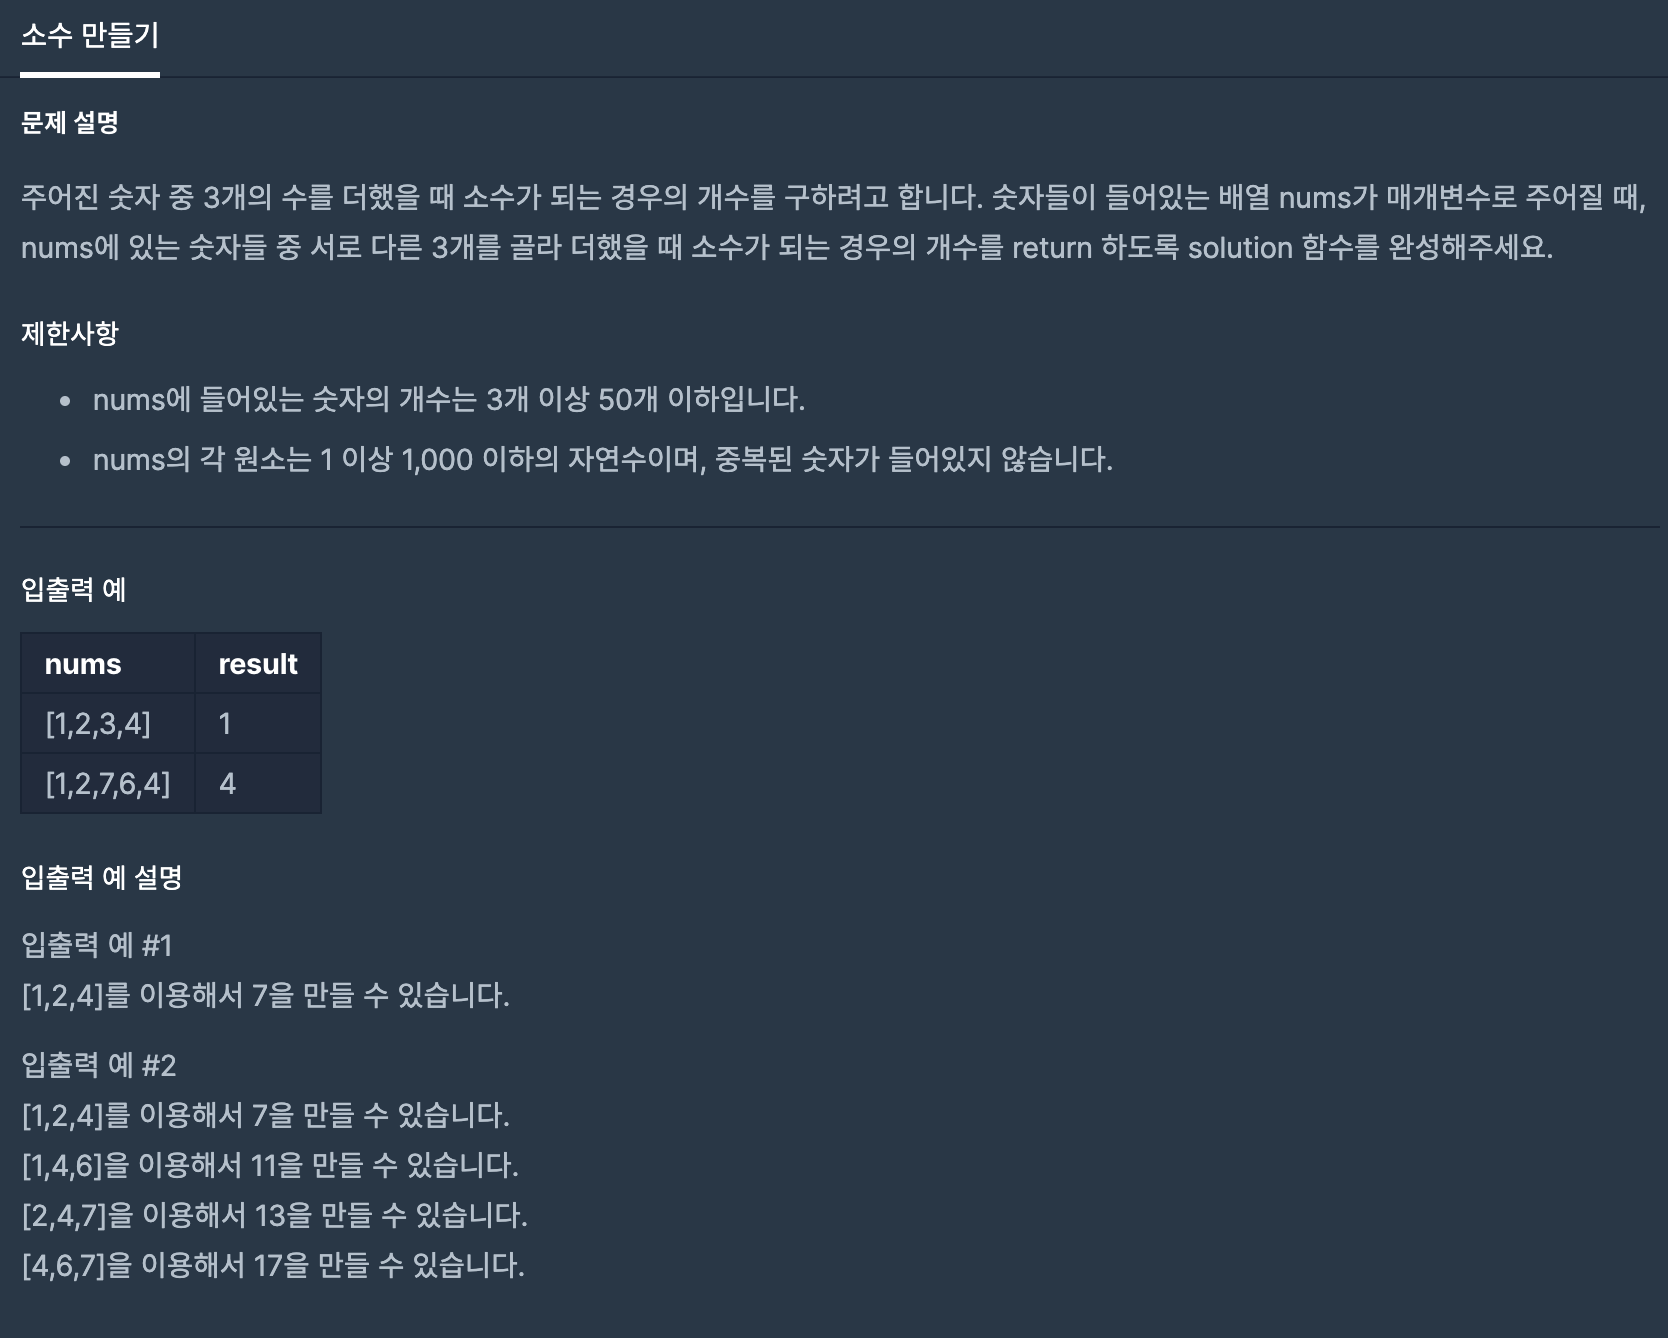 소수 만들기
문제 설명
주어진 숫자 중 3개의 수를 더했을 때 소수가 되는 경우의 개수를 구하려고 합니다. 숫자들이 들어있는 배열 nums가 매개변수로 주어질 때,
nums에 있는 숫자들 중 서로 다른 3개를 골라 더했을 때 소수가 되는 경우의 개수를 return 하도록 solution 함수를 완성해주세요.
제한사항
• nums에 들어있는 숫자의 개수는 3개 이상 50개 이하입니다.
• nums의 각 원소는 1 이상 1,000 이하의 자연수이며, 중복된 숫자가 들어있지 않습니다.
입출력 예
nums result
[1,2,3,4] 1
[1,2,7,6,4] 4
입출력 예 설명
입출력 예 #1
[1,2,4]를 이용해서 7을 만들 수 있습니다.
입출력 예 #2
[1,2,4]를 이용해서 7을 만들 수 있습니다.
[1,4,6]을 이용해서 11을 만들 수 있습니다.
[2,4,7]을 이용해서 13을 만들 수 있습니다.
[4,6,7]을 이용해서 17을 만들 수 있습니다.